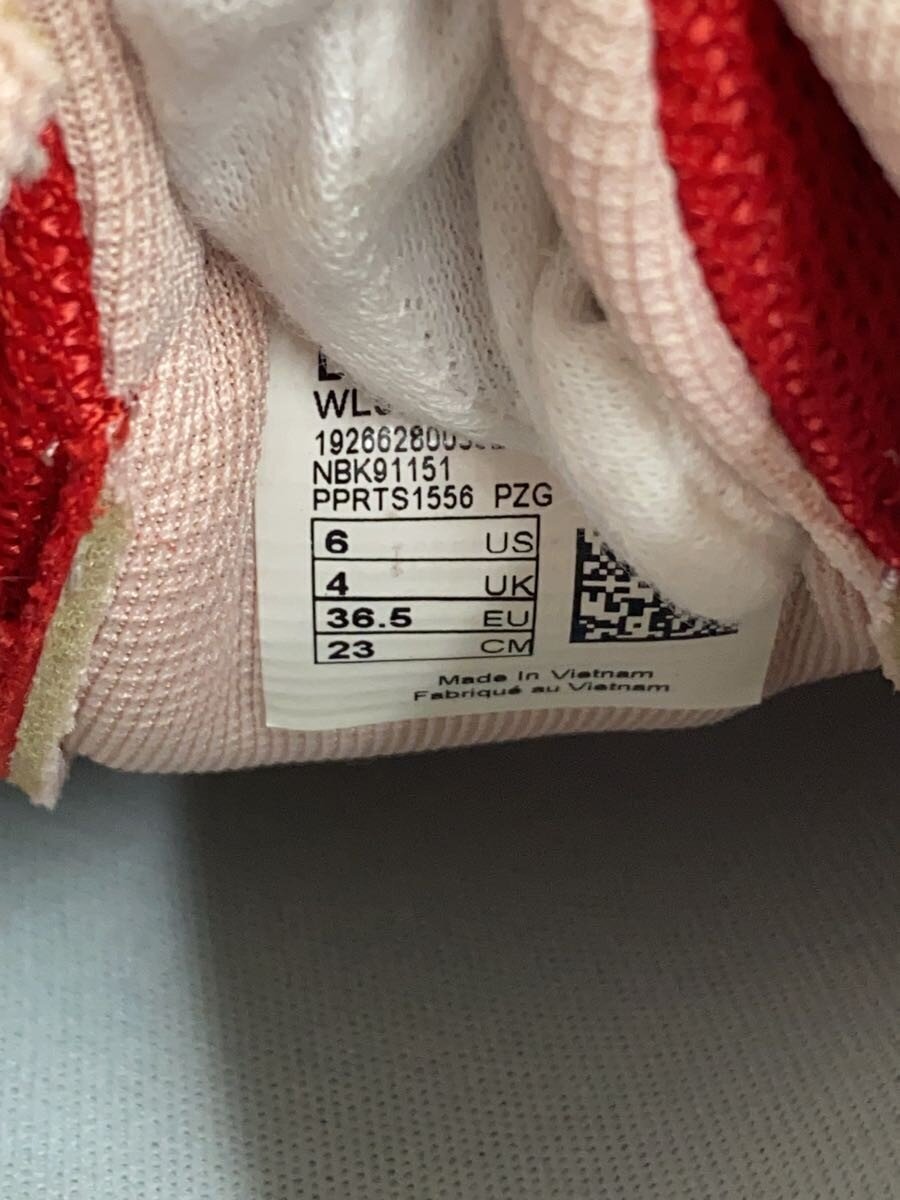 NBK91151
PPRTS1556 PZG
6 US
4 UK
36.5 EU
23 CM
Made In Vietnam
Fabriqué au Vietnam